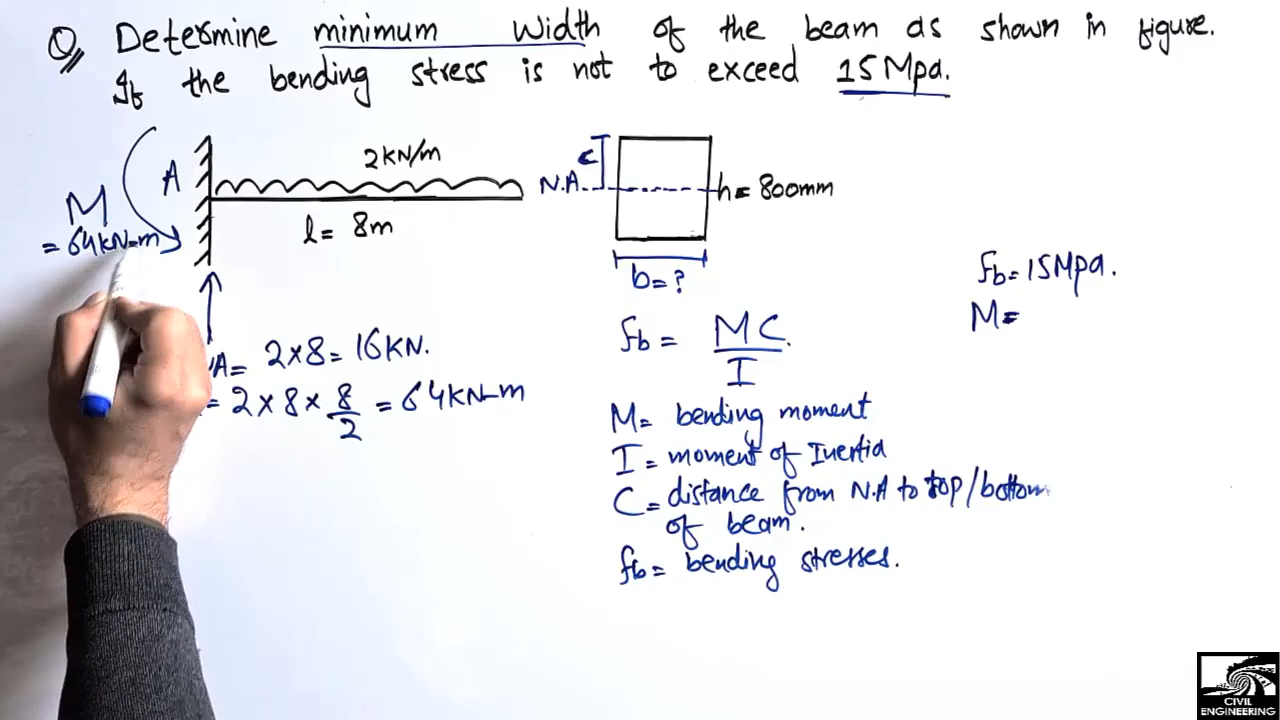 Q, Determine minimum width of the beam as shown in figure.
If the bending stress is not to exceed 15Mpa.
M
= 64kN-m
A
2kN/m
l = 8m
c
N.A
h = 800mm
b = ?
fb = 15Mpa.
M =
A = 2×8 = 16KN.
= 2 × 8 × 8/2 = 64kN-m
fb = MC/I
M = bending moment
I = moment of Inertia
C = distance from N.A to top/bottom
of beam.
fb = bending stresses.
CIVIL
ENGINEERING